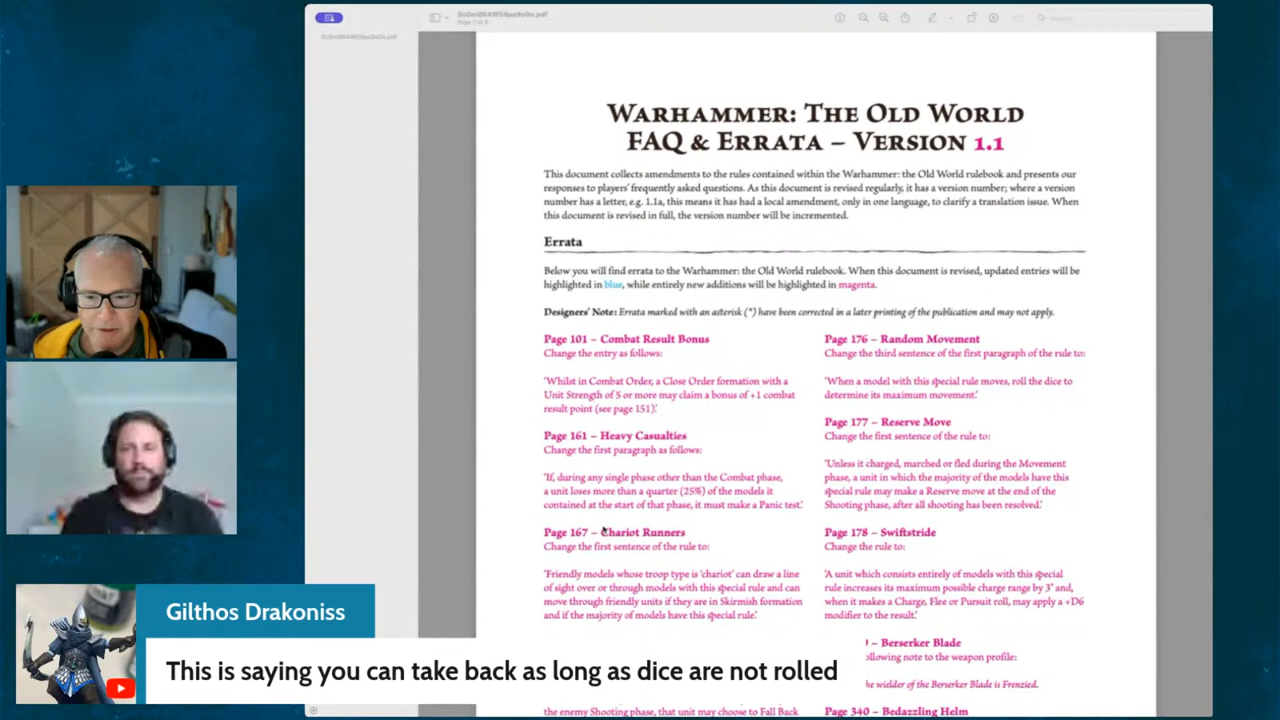 Page 1 of 8
WARHAMMER: THE OLD WORLD
FAQ & ERRATA – VERSION 1.1
This document collects amendments to the rules contained within the Warhammer: the Old World rulebook and presents our
responses to players' frequently asked questions. As this document is revised regularly, it has a version number; where a version
number has a letter, e.g. 1.1a, this means it has had a local amendment, only in one language, to clarify a translation issue. When
this document is revised in full, the version number will be incremented.
Errata
Below you will find errata to the Warhammer: the Old World rulebook. When this document is revised, updated entries will be
highlighted in blue, while entirely new additions will be highlighted in magenta.
Designers' Note: Errata marked with an asterisk (*) have been corrected in a later printing of the publication and may not apply.
Page 101 – Combat Result Bonus
Change the entry as follows:
'Whilst in Combat Order, a Close Order formation with a
Unit Strength of 5 or more may claim a bonus of +1 combat
result point (see page 151).'
Page 161 – Heavy Casualties
Change the first paragraph as follows:
'If, during any single phase other than the Combat phase,
a unit loses more than a quarter (25%) of the models it
contained at the start of that phase, it must make a Panic test.'
Page 167 – Chariot Runners
Change the first sentence of the rule to:
'Friendly models whose troop type is 'chariot' can draw a line
of sight over or through models with this special rule and can
move through friendly units if they are in Skirmish formation
and if the majority of models have this special rule.'
the enemy Shooting phase, that unit may choose to Fall Back
Page 176 – Random Movement
Change the third sentence of the first paragraph of the rule to:
'When a model with this special rule moves, roll the dice to
determine its maximum movement.'
Page 177 – Reserve Move
Change the first sentence of the rule to:
'Unless it charged, marched or fled during the Movement
phase, a unit in which the majority of the models have this
special rule may make a Reserve move at the end of the
Shooting phase, after all shooting has been resolved.'
Page 178 – Swiftstride
Change the rule to:
'A unit which consists entirely of models with this special
rule increases its maximum possible charge range by 3" and,
when it makes a Charge, Flee or Pursuit roll, may apply a +D6
modifier to the result.'
– Berserker Blade
ollowing note to the weapon profile:
he wielder of the Berserker Blade is Frenzied.
Page 340 – Bedazzling Helm
Gilthos Drakoniss
This is saying you can take back as long as dice are not rolled